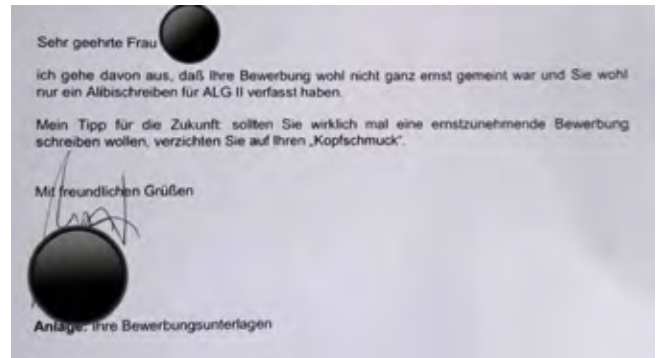 Sehr geehrte Frau
ich gehe davon aus, daß Ihre Bewerbung wohl nicht ganz ernst gemeint war und Sie wohl
nur ein Alibischreiben für ALG II verfasst haben.
Mein Tipp für die Zukunft: sollten Sie wirklich mal eine ernstzunehmende Bewerbung
schreiben wollen, verzichten Sie auf Ihren „Kopfschmuck“.
Mit freundlichen Grüßen
Anlage: Ihre Bewerbungsunterlagen